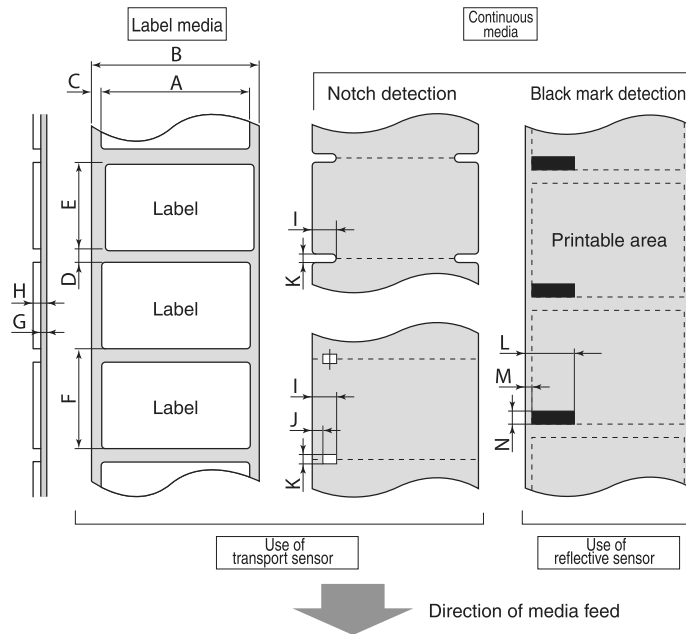 Label media
Continuous
media
B
C
A
Notch detection
Black mark detection
E
Label
I
Printable area
D
K
H
G
Label
L
I
M
F
J
Label
N
K
Use of
transport sensor
Use of
reflective sensor
Direction of media feed